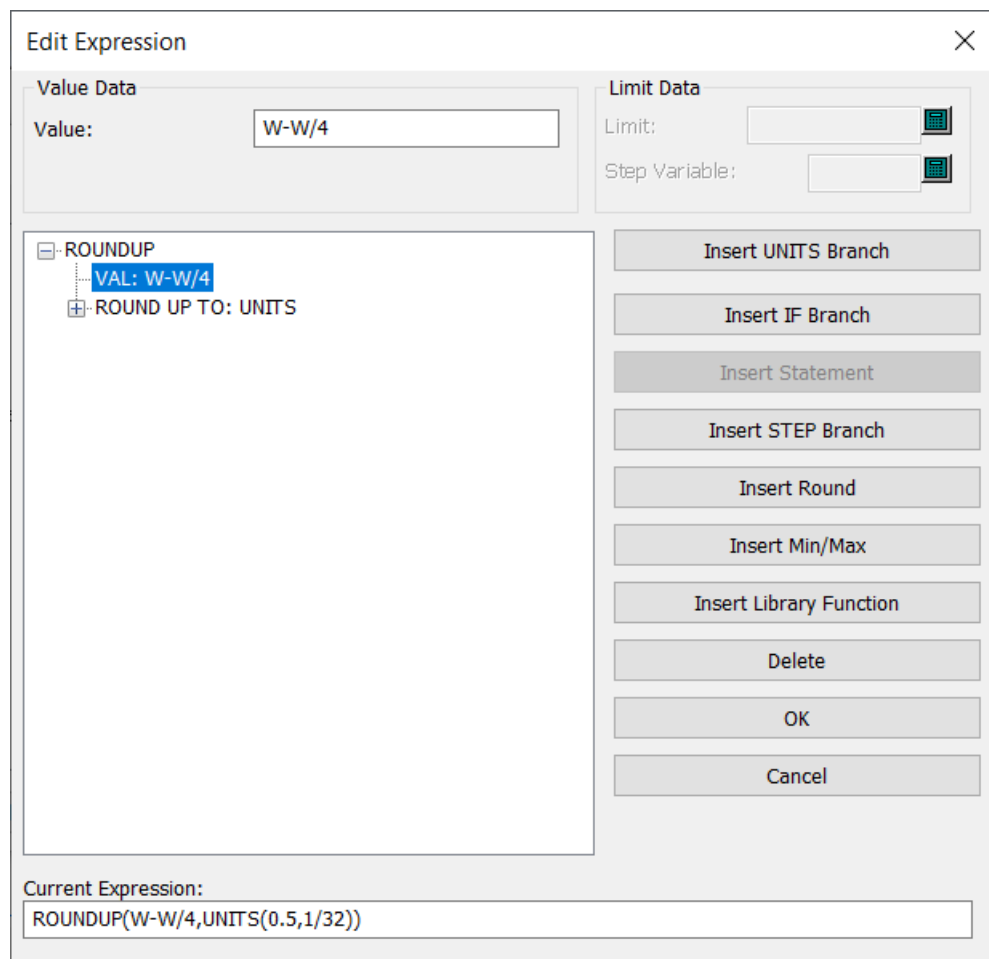 Edit Expression
Value Data
Value:
W-W/4
Limit Data
Limit:
Step Variable:
ROUNDUP
VAL: W-W/4
ROUND UP TO: UNITS
Insert UNITS Branch
Insert IF Branch
Insert Statement
Insert STEP Branch
Insert Round
Insert Min/Max
Insert Library Function
Delete
OK
Cancel
Current Expression:
ROUNDUP(W-W/4,UNITS(0.5,1/32))